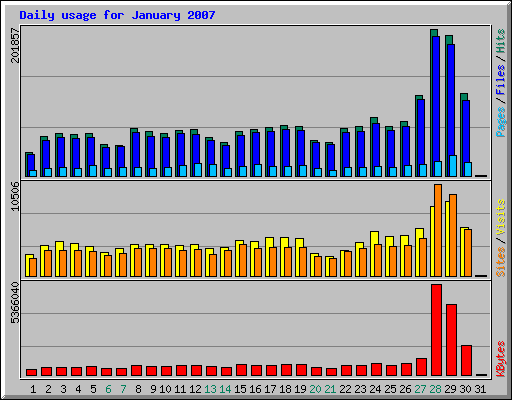 Daily usage for January 2007
201857
Pages / Files / Hits
10506
Sites / Visits
5366040
KBytes
1 2 3 4 5 6 7 8 9 10 11 12 13 14 15 16 17 18 19 20 21 22 23 24 25 26 27 28 29 30 31